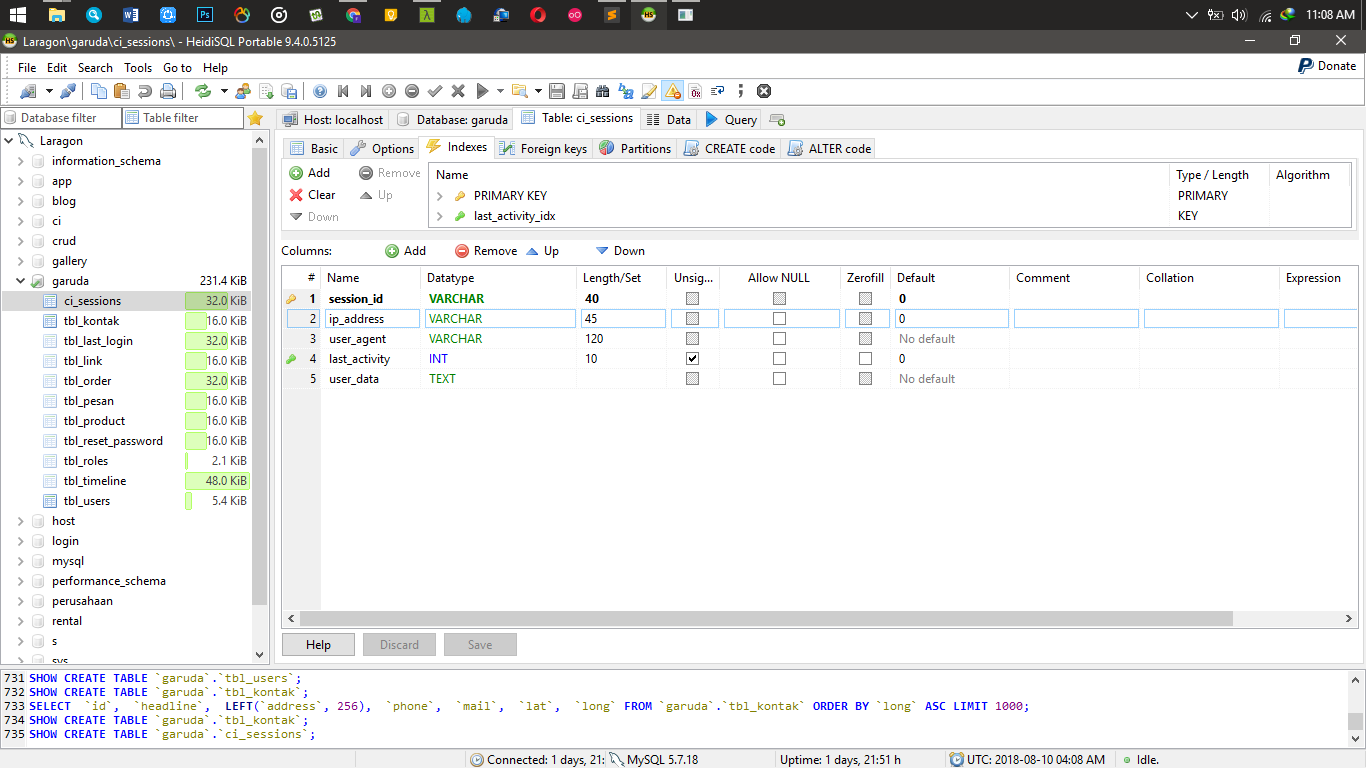 11:08 AM
Laragon\garuda\ci_sessions\ - HeidiSQL Portable 9.4.0.5125
File Edit Search Tools Go to Help
Donate
Database filter Table filter
Host: localhost Database: garuda Table: ci_sessions Data Query
Laragon
information_schema
app
blog
ci
crud
gallery
garuda 231.4 KiB
ci_sessions 32.0 KiB
tbl_kontak 16.0 KiB
tbl_last_login 32.0 KiB
tbl_link 16.0 KiB
tbl_order 32.0 KiB
tbl_pesan 16.0 KiB
tbl_product 16.0 KiB
tbl_reset_password 16.0 KiB
tbl_roles 2.1 KiB
tbl_timeline 48.0 KiB
tbl_users 5.4 KiB
host
login
mysql
performance_schema
perusahaan
rental
s
sys
Basic Options Indexes Foreign keys Partitions CREATE code ALTER code
Add Remove
Clear Up
Down
Name Type / Length Algorithm
PRIMARY KEY PRIMARY
last_activity_idx KEY
Columns: Add Remove Up Down
# Name Datatype Length/Set Unsig... Allow NULL Zerofill Default Comment Collation Expression
1 session_id VARCHAR 40 0
2 ip_address VARCHAR 45 0
3 user_agent VARCHAR 120 No default
4 last_activity INT 10 0
5 user_data TEXT No default
Help Discard Save
731 SHOW CREATE TABLE `garuda`.`tbl_users`;
732 SHOW CREATE TABLE `garuda`.`tbl_kontak`;
733 SELECT `id`, `headline`, LEFT(`address`, 256), `phone`, `mail`, `lat`, `long` FROM `garuda`.`tbl_kontak` ORDER BY `long` ASC LIMIT 1000;
734 SHOW CREATE TABLE `garuda`.`tbl_kontak`;
735 SHOW CREATE TABLE `garuda`.`ci_sessions`;
Connected: 1 days, 21: MySQL 5.7.18 Uptime: 1 days, 21:51 h UTC: 2018-08-10 04:08 AM Idle.